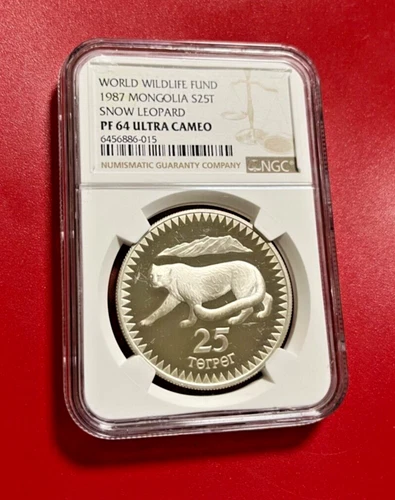 WORLD WILDLIFE FUND
1987 MONGOLIA S25T
SNOW LEOPARD
PF 64 ULTRA CAMEO
6456886-015
NUMISMATIC GUARANTY COMPANY
NGC
25
ТӨГРӨГ